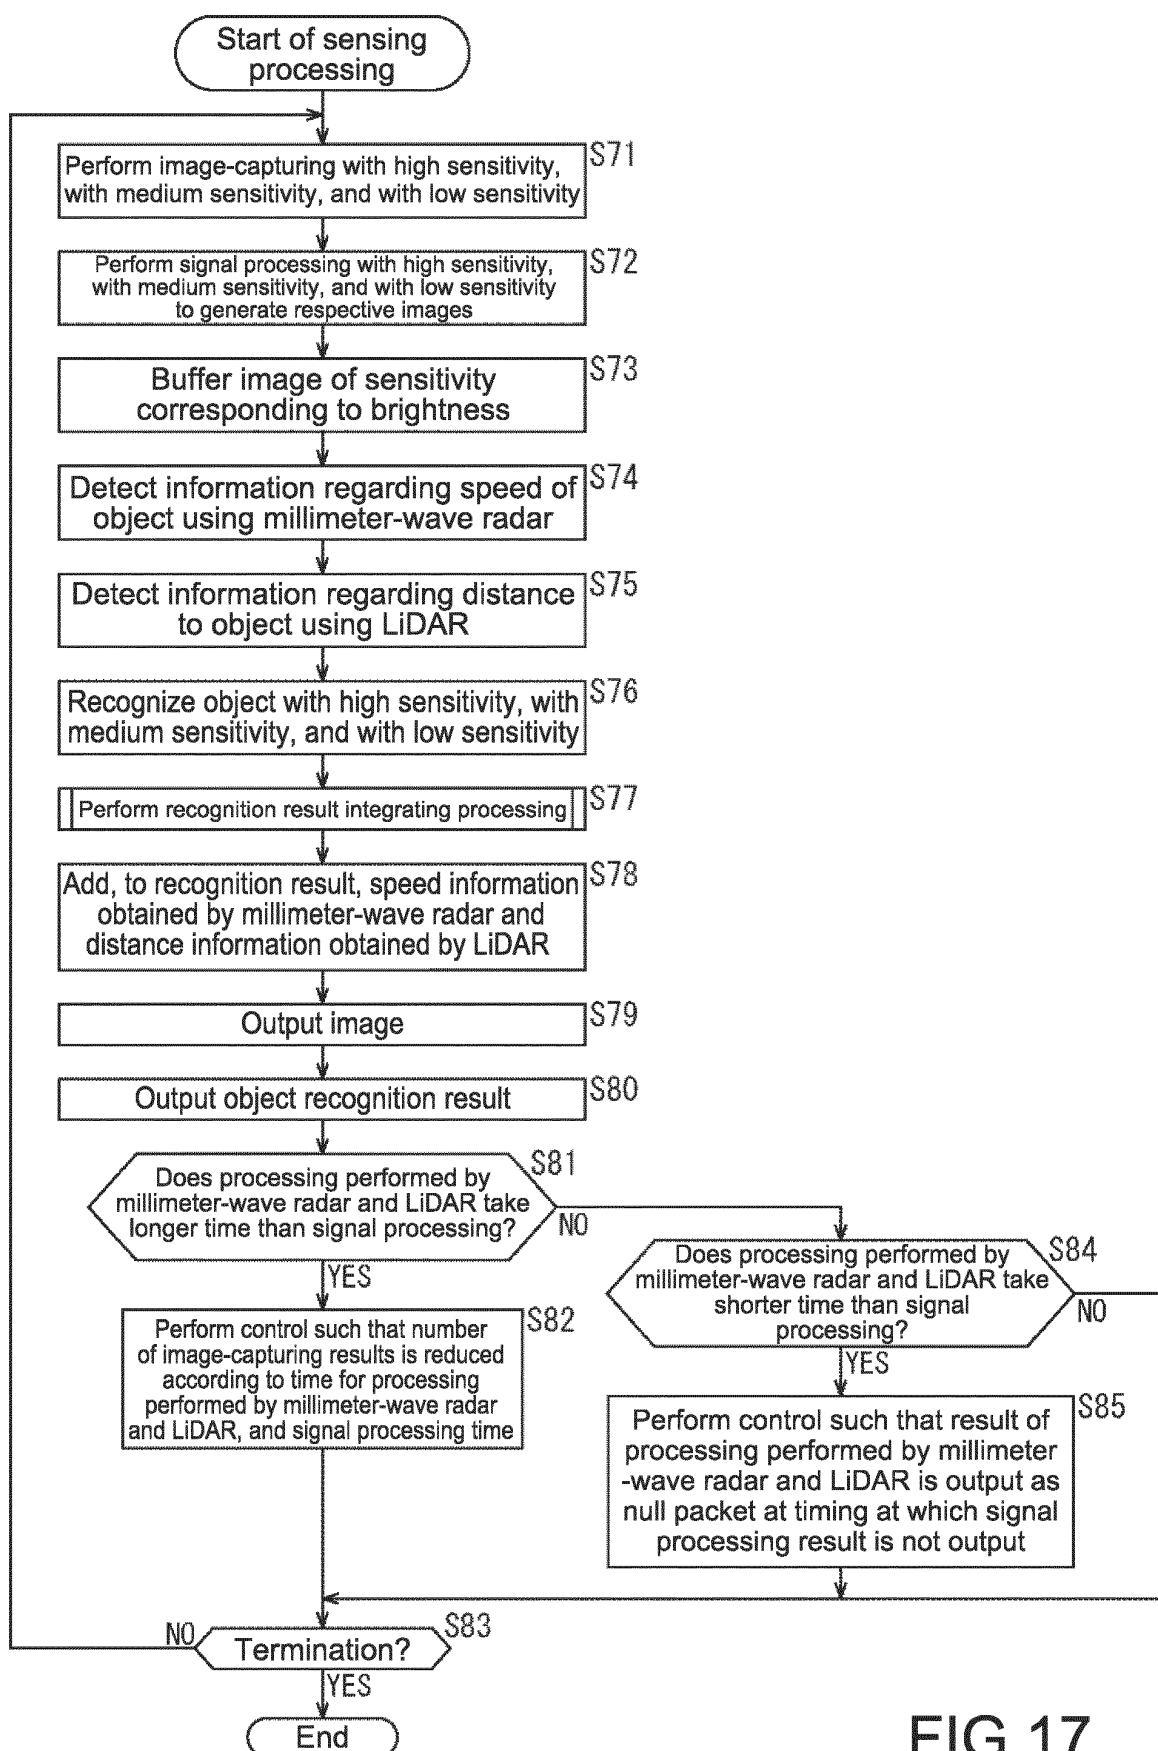 Start of sensing
processing
S71
Perform image-capturing with high sensitivity,
with medium sensitivity, and with low sensitivity
S72
Perform signal processing with high sensitivity,
with medium sensitivity, and with low sensitivity
to generate respective images
S73
Buffer image of sensitivity
corresponding to brightness
S74
Detect information regarding speed of
object using millimeter-wave radar
S75
Detect information regarding distance
to object using LiDAR
S76
Recognize object with high sensitivity, with
medium sensitivity, and with low sensitivity
S77
Perform recognition result integrating processing
S78
Add, to recognition result, speed information
obtained by millimeter-wave radar and
distance information obtained by LiDAR
S79
Output image
S80
Output object recognition result
S81
Does processing performed by
millimeter-wave radar and LiDAR take
longer time than signal processing?
NO
YES
S82
Perform control such that number
of image-capturing results is reduced
according to time for processing
performed by millimeter-wave radar
and LiDAR, and signal processing time
S84
Does processing performed by
millimeter-wave radar and LiDAR take
shorter time than signal
processing?
NO
YES
S85
Perform control such that result of
processing performed by millimeter
-wave radar and LiDAR is output as
null packet at timing at which signal
processing result is not output
S83
NO
Termination?
YES
End
FIG.17